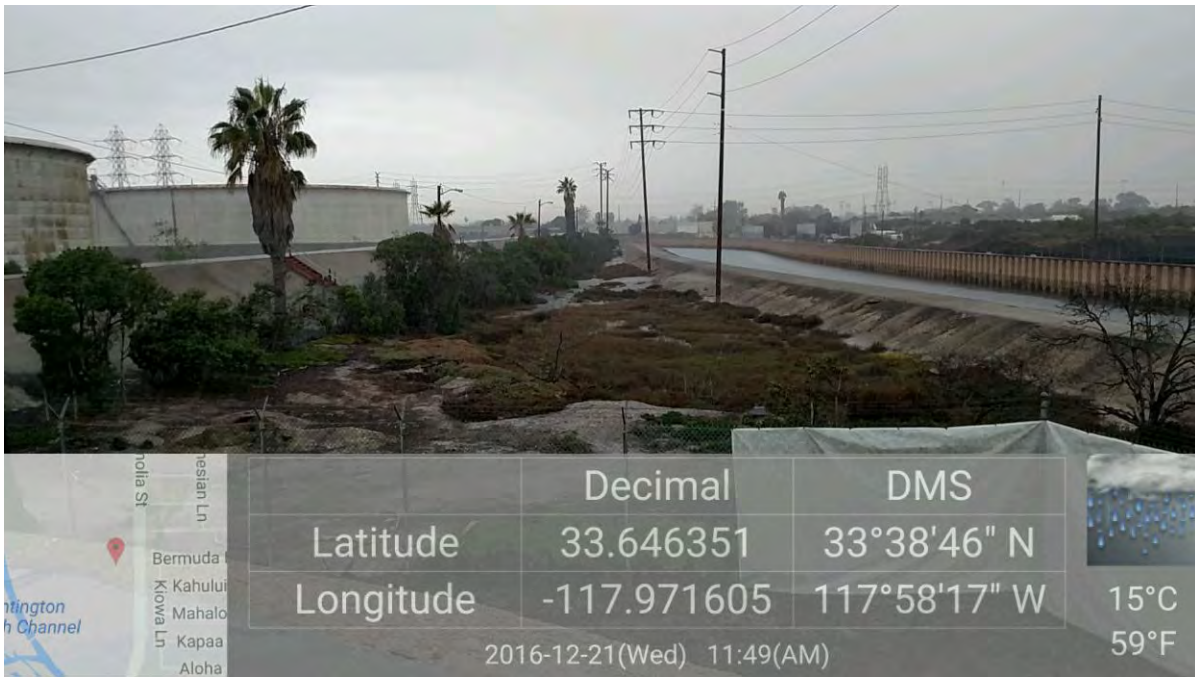 Decimal DMS
Latitude 33.646351 33°38'46" N
Longitude -117.971605 117°58'17" W
2016-12-21(Wed) 11:49(AM)
15°C
59°F
nolia St
nesian Ln
Bermuda
Kahului
Kiowa Ln
Mahalo
Kapaa
Aloha
ntington
h Channel